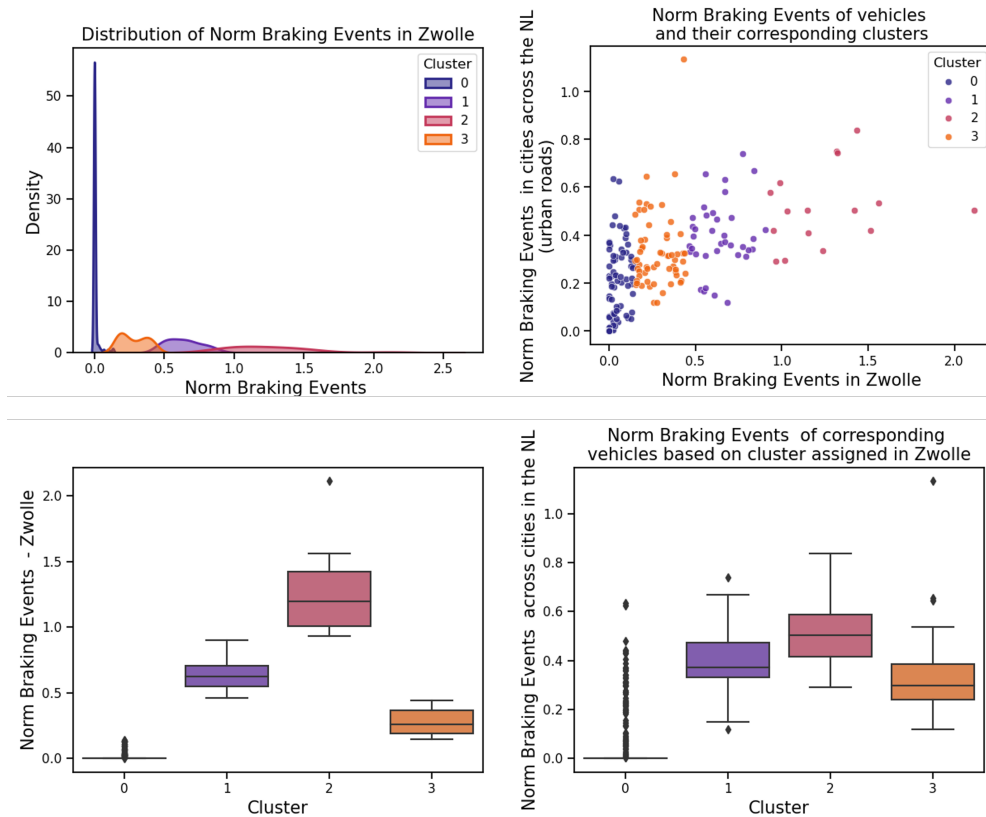 Distribution of Norm Braking Events in Zwolle
Density
50
40
30
20
10
0
0.0 0.5 1.0 1.5 2.0 2.5
Norm Braking Events
Cluster
0
1
2
3
Norm Braking Events of vehicles
and their corresponding clusters
Norm Braking Events in cities across the NL
(urban roads)
1.0
0.8
0.6
0.4
0.2
0.0
0.0 0.5 1.0 1.5 2.0
Norm Braking Events in Zwolle
Cluster
0
1
2
3
Norm Braking Events - Zwolle
2.0
1.5
1.0
0.5
0.0
0 1 2 3
Cluster
Norm Braking Events of corresponding
vehicles based on cluster assigned in Zwolle
Norm Braking Events across cities in the NL
1.0
0.8
0.6
0.4
0.2
0.0
0 1 2 3
Cluster